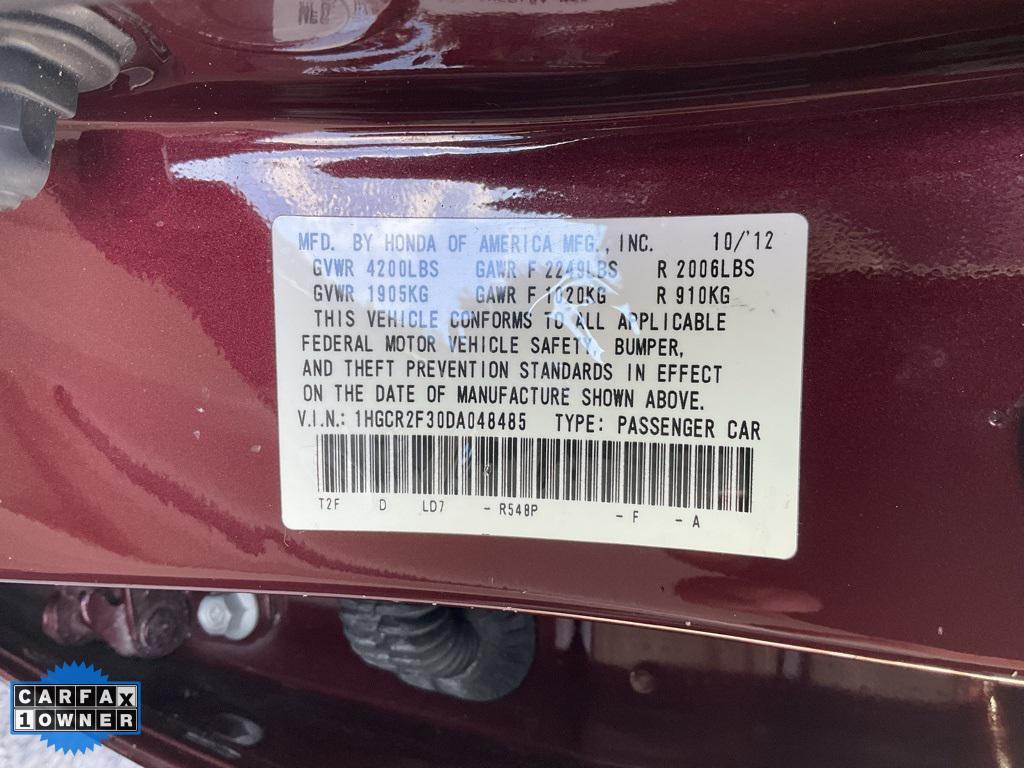 MFD. BY HONDA OF AMERICA MFG., INC. 10/'12
GVWR 4200LBS GAWR F 2249LBS R 2006LBS
GVWR 1905KG GAWR F 1020KG R 910KG
THIS VEHICLE CONFORMS TO ALL APPLICABLE
FEDERAL MOTOR VEHICLE SAFETY, BUMPER,
AND THEFT PREVENTION STANDARDS IN EFFECT
ON THE DATE OF MANUFACTURE SHOWN ABOVE.
V.I.N.: 1HGCR2F30DA048485 TYPE: PASSENGER CAR
T2F D LD7 - R548P - F - A
CARFAX
1 OWNER